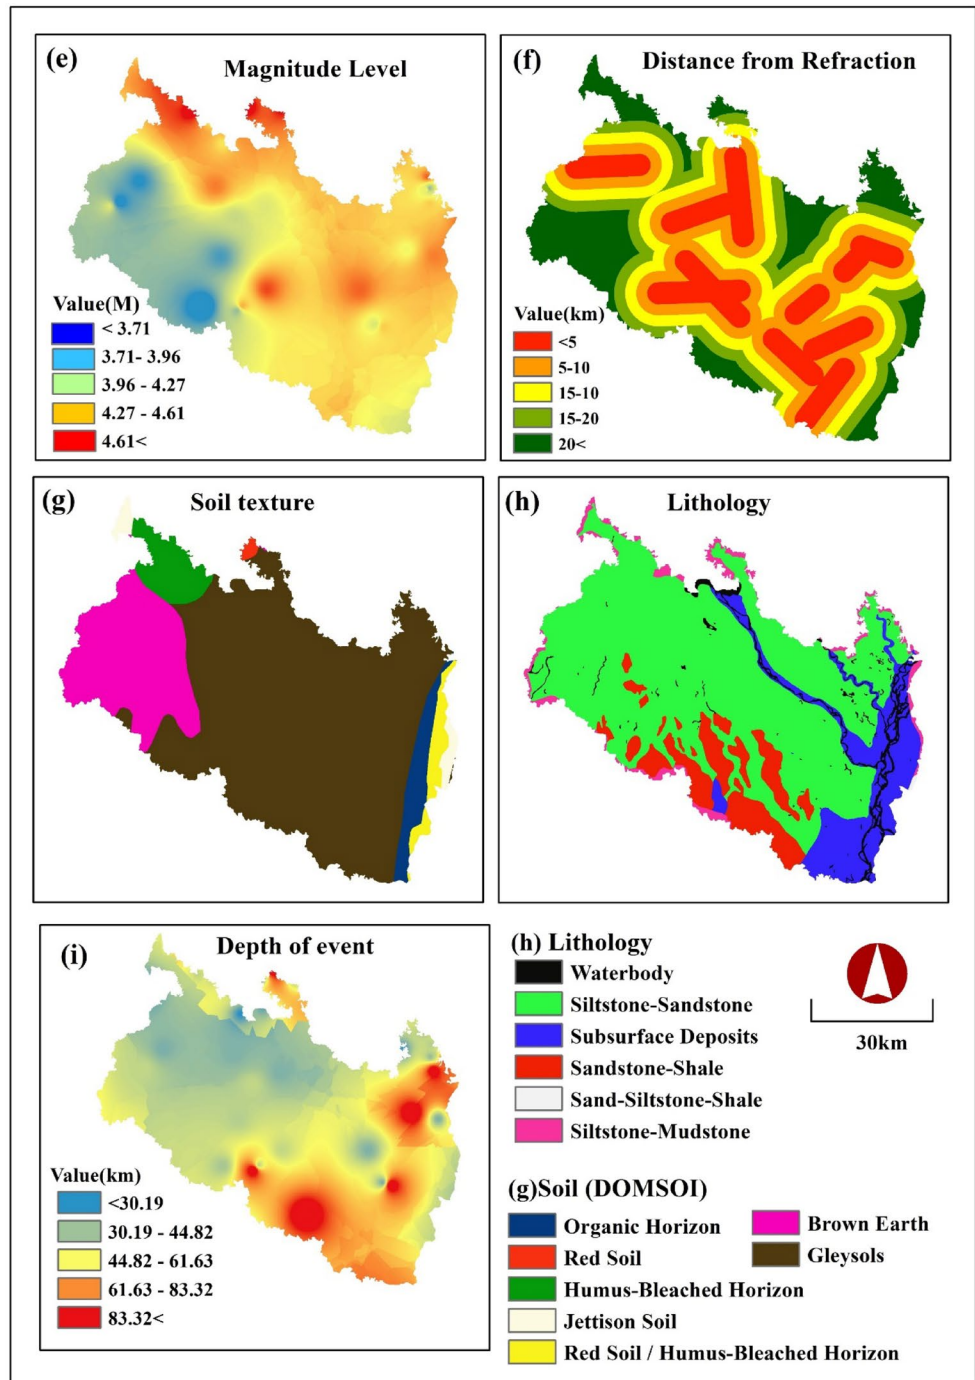 (e)
Magnitude Level
Value(M)
< 3.71
3.71- 3.96
3.96 - 4.27
4.27 - 4.61
4.61<
(f)
Distance from Refraction
Value(km)
<5
5-10
15-10
15-20
20<
(g)
Soil texture
(h)
Lithology
(i)
Depth of event
Value(km)
<30.19
30.19 - 44.82
44.82 - 61.63
61.63 - 83.32
83.32<
(h) Lithology
Waterbody
Siltstone-Sandstone
Subsurface Deposits
Sandstone-Shale
Sand-Siltstone-Shale
Siltstone-Mudstone
30km
(g)Soil (DOMSOI)
Organic Horizon
Red Soil
Humus-Bleached Horizon
Jettison Soil
Red Soil / Humus-Bleached Horizon
Brown Earth
Gleysols